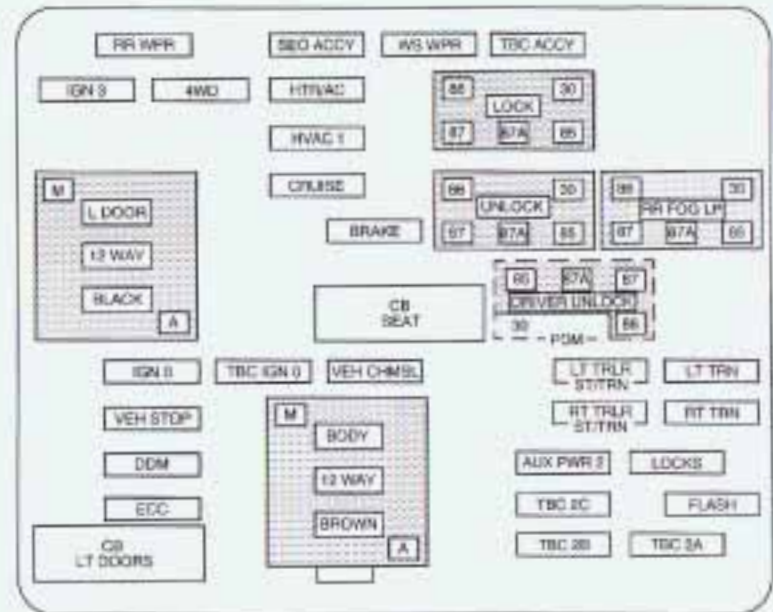 RR WPR
SEO ACCY
WS WPR
TBC ACCY
IGN 3
4WD
HTR/AC
86
30
LOCK
87
87A
85
HVAC 1
CRUISE
M
L DOOR
12 WAY
BLACK
A
86
30
UNLOCK
87
87A
85
86
30
RR FOG LP
87
87A
85
BRAKE
CB
SEAT
85
87A
87
DRIVER UNLOCK
30
86
PDM
IGN 0
TBC IGN 0
VEH CHMSL
LT TRLR
ST/TRN
LT TRN
VEH STOP
RT TRLR
ST/TRN
RT TRN
M
BODY
12 WAY
BROWN
A
DDM
AUX PWR 2
LOCKS
ECC
TBC 2C
FLASH
CB
LT DOORS
TBC 2B
TBC 2A